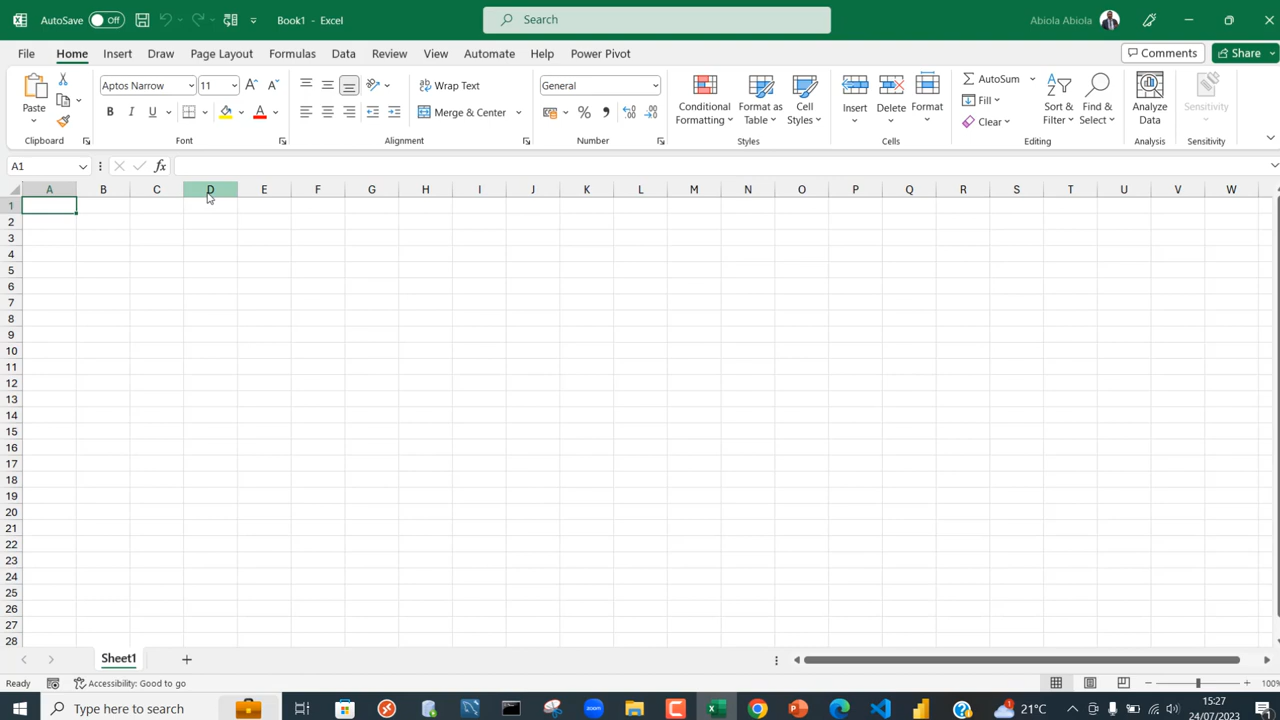 AutoSave Off Book1 - Excel Search Abiola Abiola
File Home Insert Draw Page Layout Formulas Data Review View Automate Help Power Pivot Comments Share
Paste
Clipboard
Aptos Narrow 11
B I U A
Font
Wrap Text
Merge & Center
Alignment
General
% ,
Number
Conditional Formatting
Format as Table
Cell Styles
Styles
Insert Delete Format
Cells
AutoSum
Fill
Clear
Sort & Filter
Find & Select
Editing
Analyze Data
Analysis
Sensitivity
Sensitivity
A1 fx
A B C D E F G H I J K L M N O P Q R S T U V W
1
2
3
4
5
6
7
8
9
10
11
12
13
14
15
16
17
18
19
20
21
22
23
24
25
26
27
28
Sheet1
Ready Accessibility: Good to go 100%
Type here to search zoom 21°C 15:27
24/07/2023